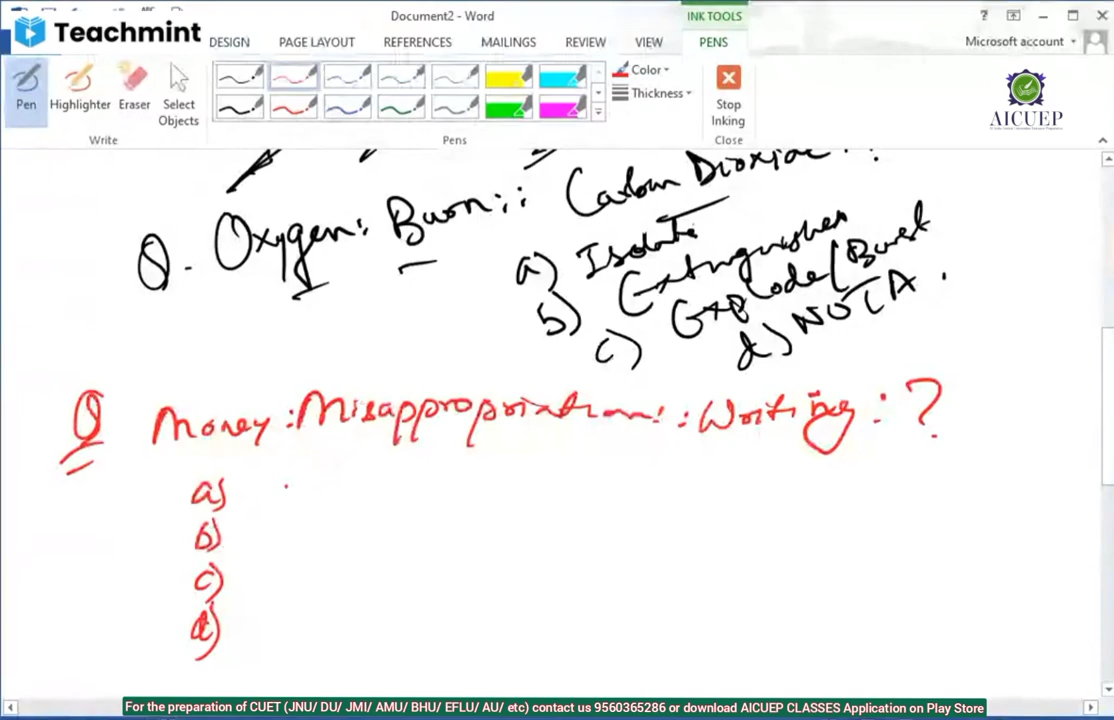 Document2 - Word
INK TOOLS
Teachmint
DESIGN PAGE LAYOUT REFERENCES MAILINGS REVIEW VIEW PENS
Microsoft account
Pen Highlighter Eraser Select Objects
Color
Thickness
Stop Inking
Write Pens Close
AICUEP
Q. Oxygen: Burn:: Carbon Dioxide: ?
a) Isolate
b) Extinguisher
c) Explode/Burst
d) NOTA.
Q Money:Misappropriation::Writing:?
a)
b)
c)
d)
For the preparation of CUET (JNU/ DU/ JMI/ AMU/ BHU/ EFLU/ AU/ etc) contact us 9560365286 or download AICUEP CLASSES Application on Play Store